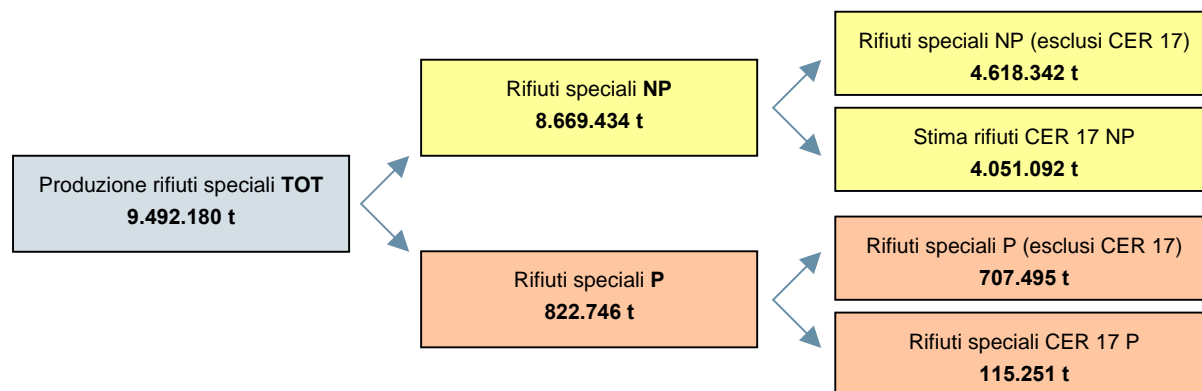 Produzione rifiuti speciali TOT
9.492.180 t
Rifiuti speciali NP
8.669.434 t
Rifiuti speciali P
822.746 t
Rifiuti speciali NP (esclusi CER 17)
4.618.342 t
Stima rifiuti CER 17 NP
4.051.092 t
Rifiuti speciali P (esclusi CER 17)
707.495 t
Rifiuti speciali CER 17 P
115.251 t